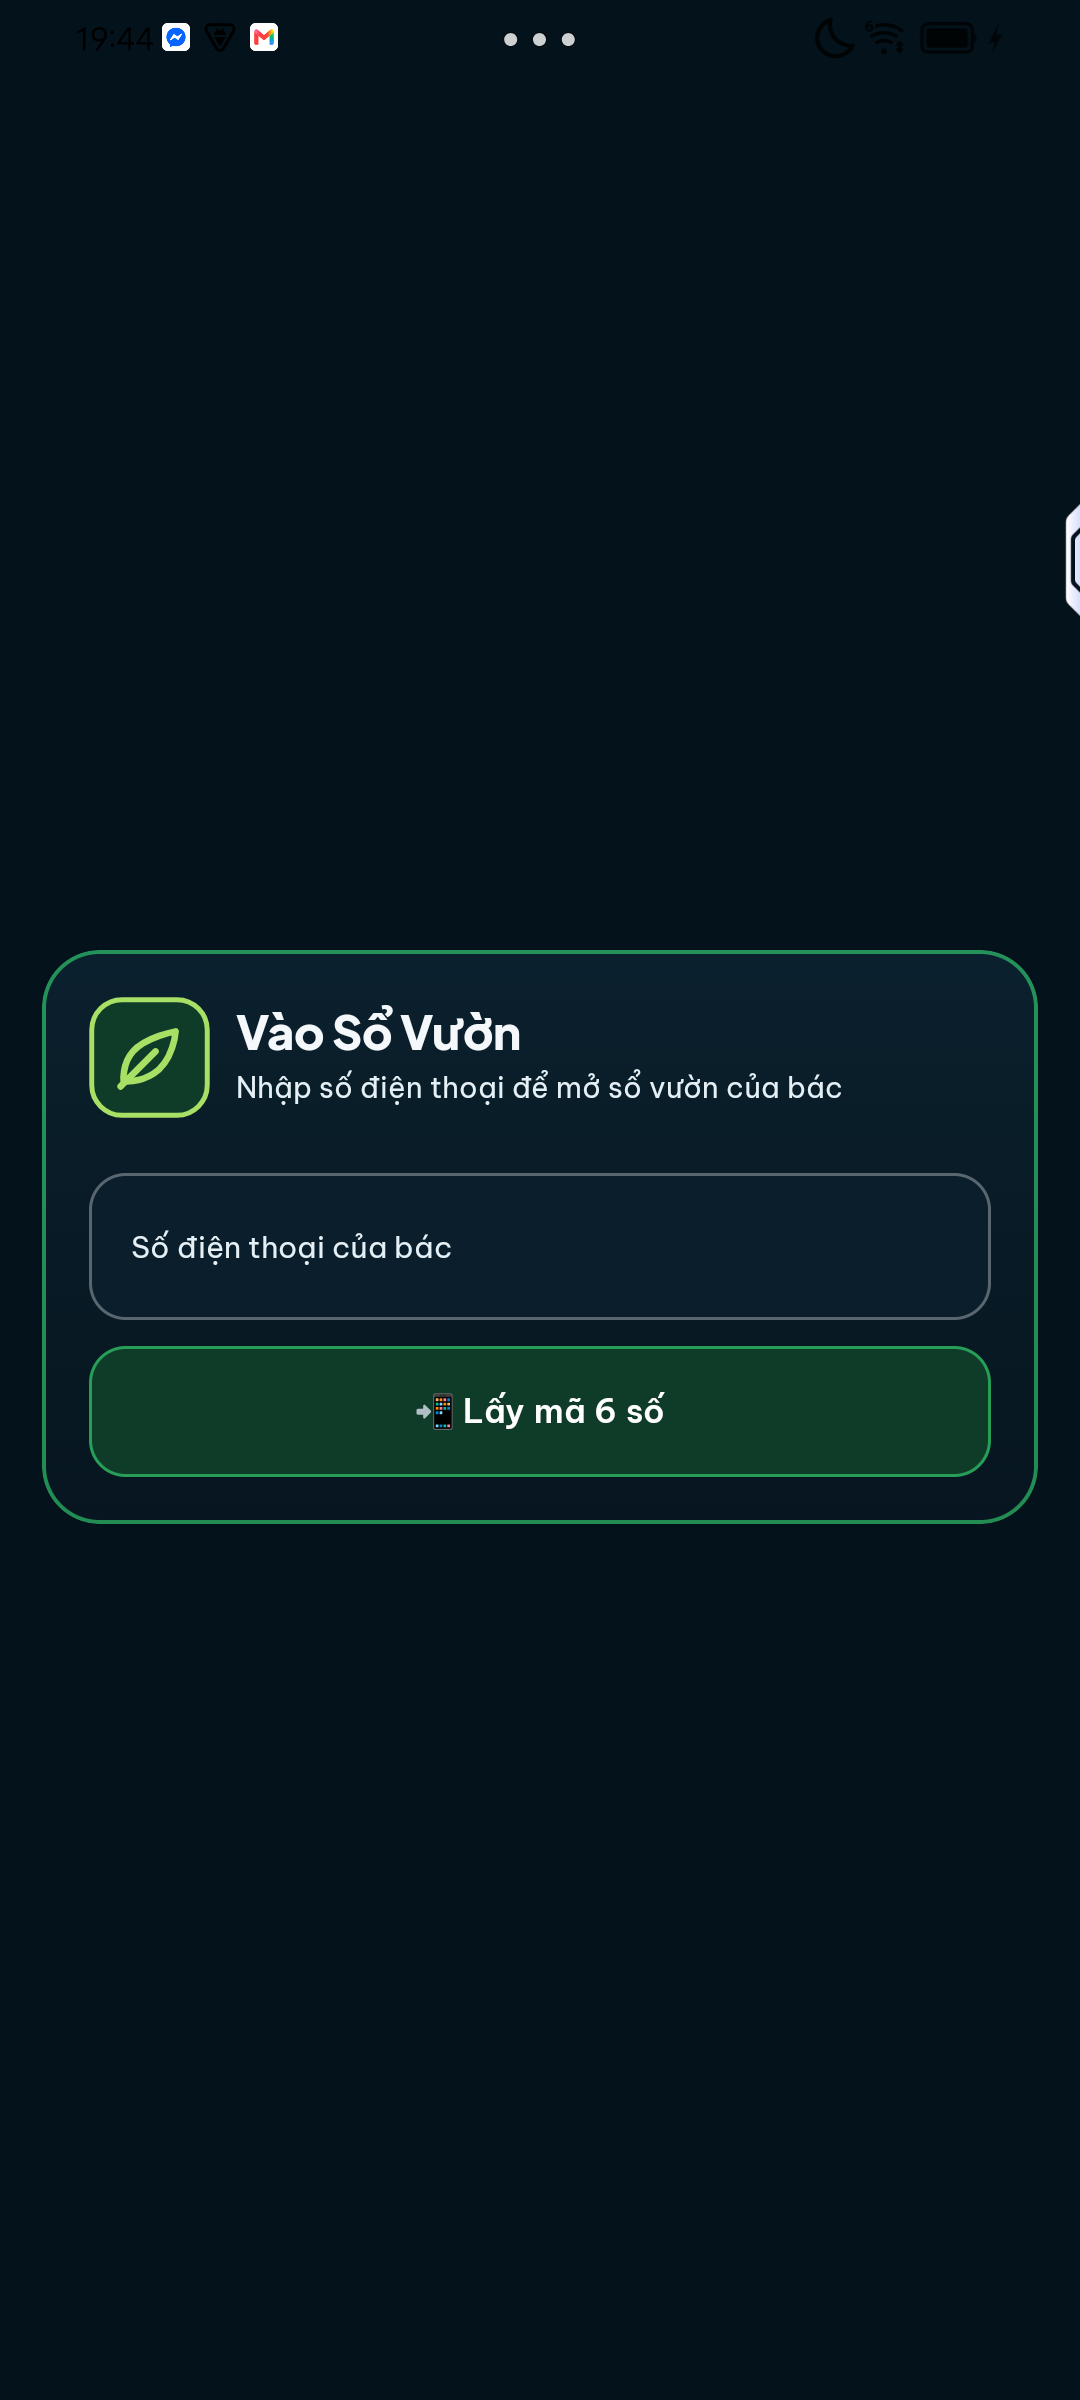 19:44
Vào Sổ Vườn
Nhập số điện thoại để mở sổ vườn của bác
Số điện thoại của bác
Lấy mã 6 số